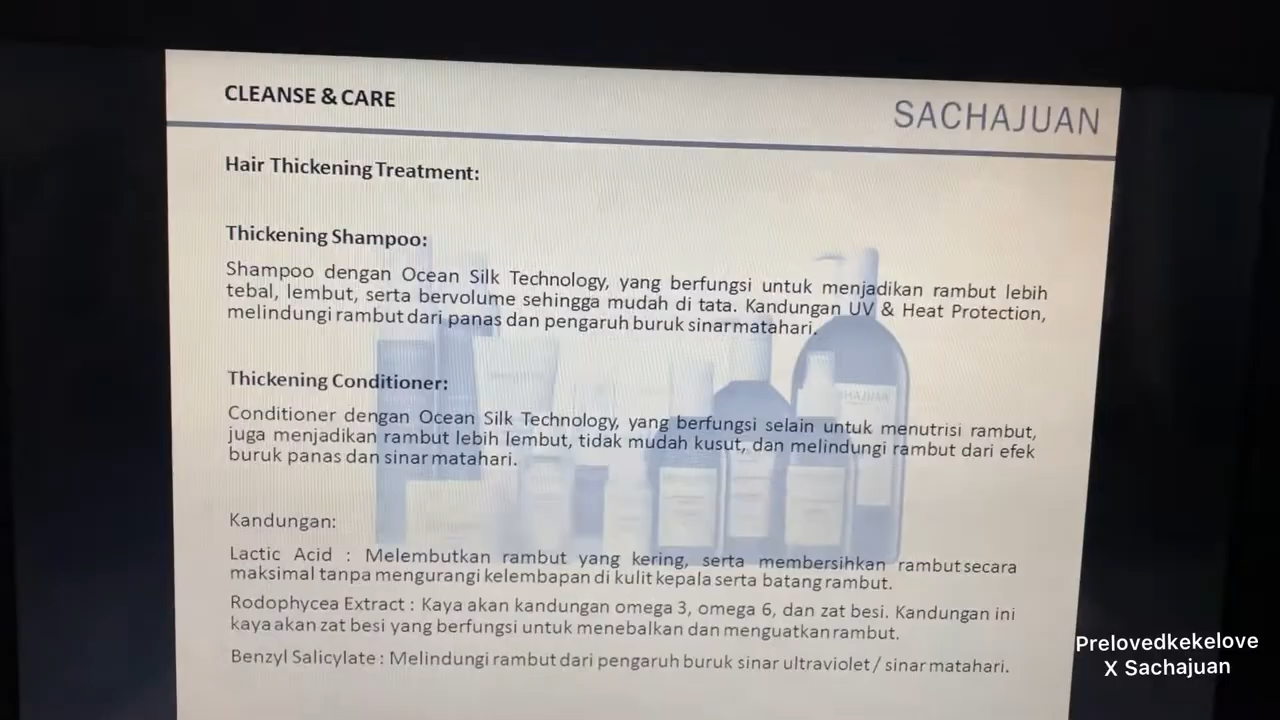 CLEANSE & CARE
SACHAJUAN
Hair Thickening Treatment:
Thickening Shampoo:
Shampoo dengan Ocean Silk Technology, yang berfungsi untuk menjadikan rambut lebih
tebal, lembut, serta bervolume sehingga mudah di tata. Kandungan UV & Heat Protection,
melindungi rambut dari panas dan pengaruh buruk sinar matahari.
Thickening Conditioner:
Conditioner dengan Ocean Silk Technology, yang berfungsi selain untuk menutrisi rambut,
juga menjadikan rambut lebih lembut, tidak mudah kusut, dan melindungi rambut dari efek
buruk panas dan sinar matahari.
Kandungan:
Lactic Acid : Melembutkan rambut yang kering, serta membersihkan rambut secara
maksimal tanpa mengurangi kelembapan di kulit kepala serta batang rambut.
Rodophycea Extract : Kaya akan kandungan omega 3, omega 6, dan zat besi. Kandungan ini
kaya akan zat besi yang berfungsi untuk menebalkan dan menguatkan rambut.
Benzyl Salicylate : Melindungi rambut dari pengaruh buruk sinar ultraviolet / sinar matahari.
Prelovedkekelove
X Sachajuan